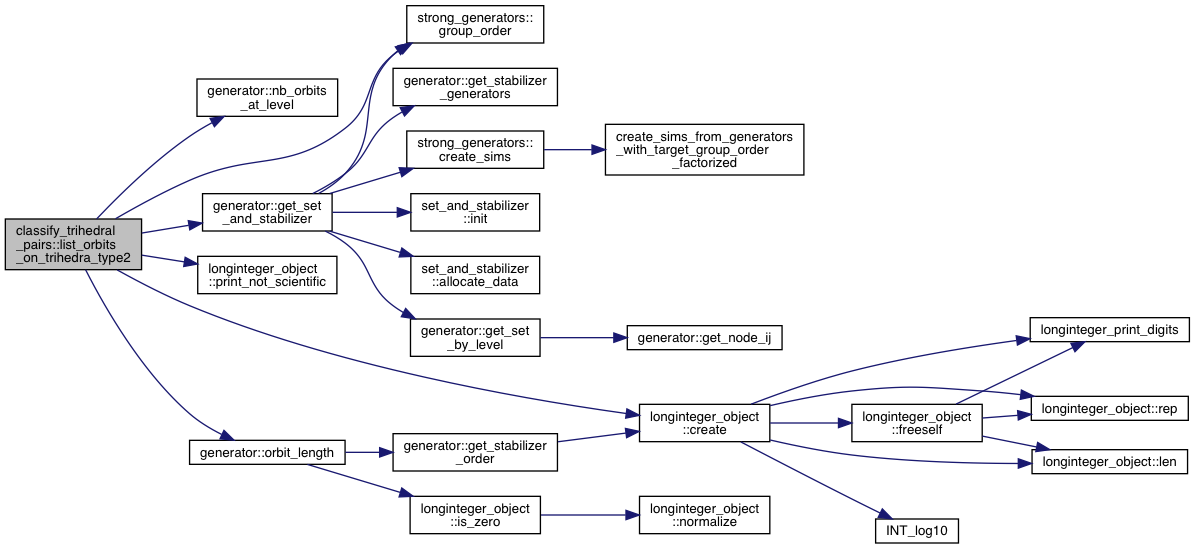 classify_trihedral
_pairs::list_orbits
_on_trihedra_type2
generator::nb_orbits
_at_level
generator::get_set
_and_stabilizer
longinteger_object
::print_not_scientific
generator::orbit_length
strong_generators::
group_order
generator::get_stabilizer
_generators
strong_generators::
create_sims
set_and_stabilizer
::init
set_and_stabilizer
::allocate_data
generator::get_set
_by_level
generator::get_stabilizer
_order
longinteger_object
::is_zero
create_sims_from_generators
_with_target_group_order
_factorized
generator::get_node_ij
longinteger_object
::create
longinteger_object
::normalize
longinteger_object
::freeself
INT_log10
longinteger_print_digits
longinteger_object::rep
longinteger_object::len